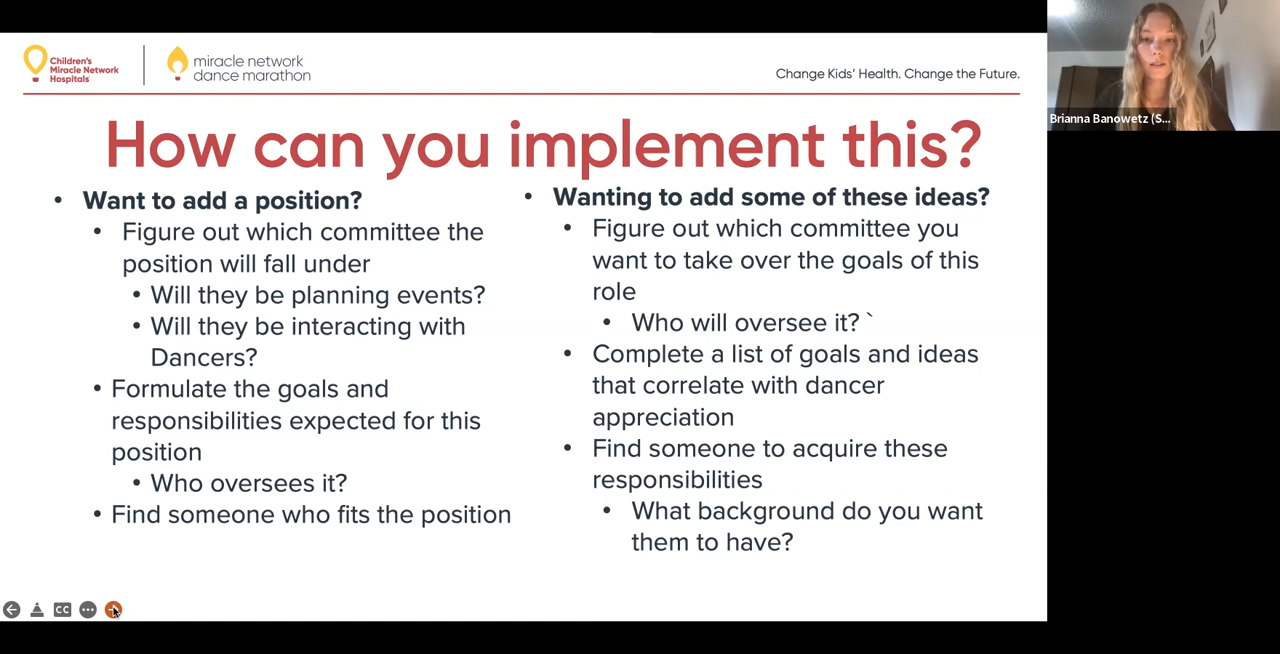 Children's
Miracle Network
Hospitals
miracle network
dance marathon
Change Kids' Health. Change the Future.
Brianna Banowetz (S...
How can you implement this?
• Want to add a position?
• Figure out which committee the
position will fall under
• Will they be planning events?
• Will they be interacting with
Dancers?
• Formulate the goals and
responsibilities expected for this
position
• Who oversees it?
• Find someone who fits the position
• Wanting to add some of these ideas?
• Figure out which committee you
want to take over the goals of this
role
• Who will oversee it? `
• Complete a list of goals and ideas
that correlate with dancer
appreciation
• Find someone to acquire these
responsibilities
• What background do you want
them to have?
CC